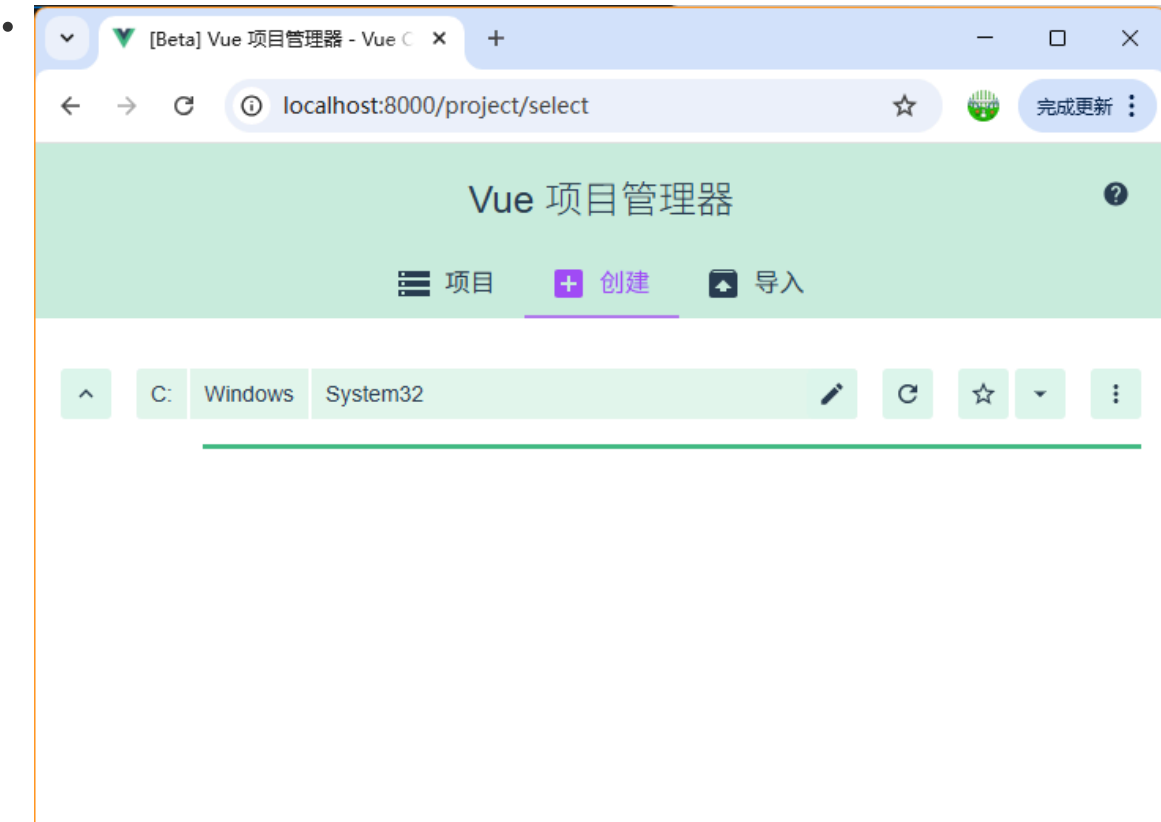 [Beta] Vue 项目管理器 - Vue C
localhost:8000/project/select
完成更新
Vue 项目管理器
项目 创建 导入
C: Windows System32